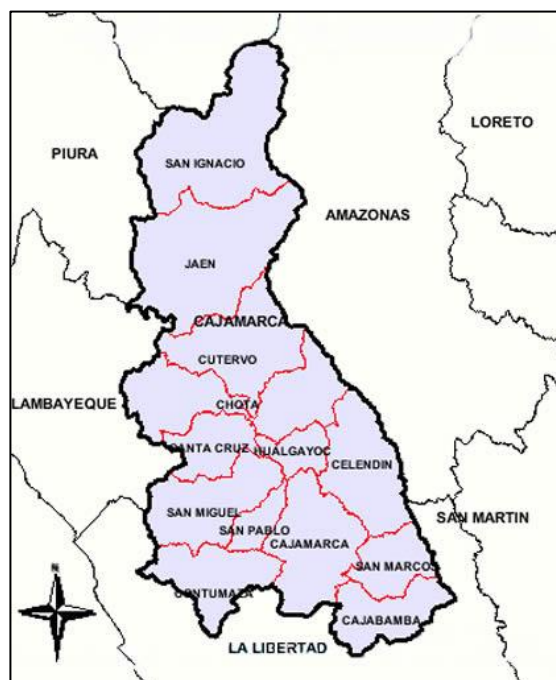 LORETO
PIURA
SAN IGNACIO
AMAZONAS
JAEN
CAJAMARCA
CUTERVO
LAMBAYEQUE
CHOTA
SANTA CRUZ
HUALGAYOC
CELENDIN
SAN MIGUEL
SAN MARTIN
SAN PABLO
CAJAMARCA
SAN MARCOS
N
CONTUMAZA
CAJABAMBA
LA LIBERTAD